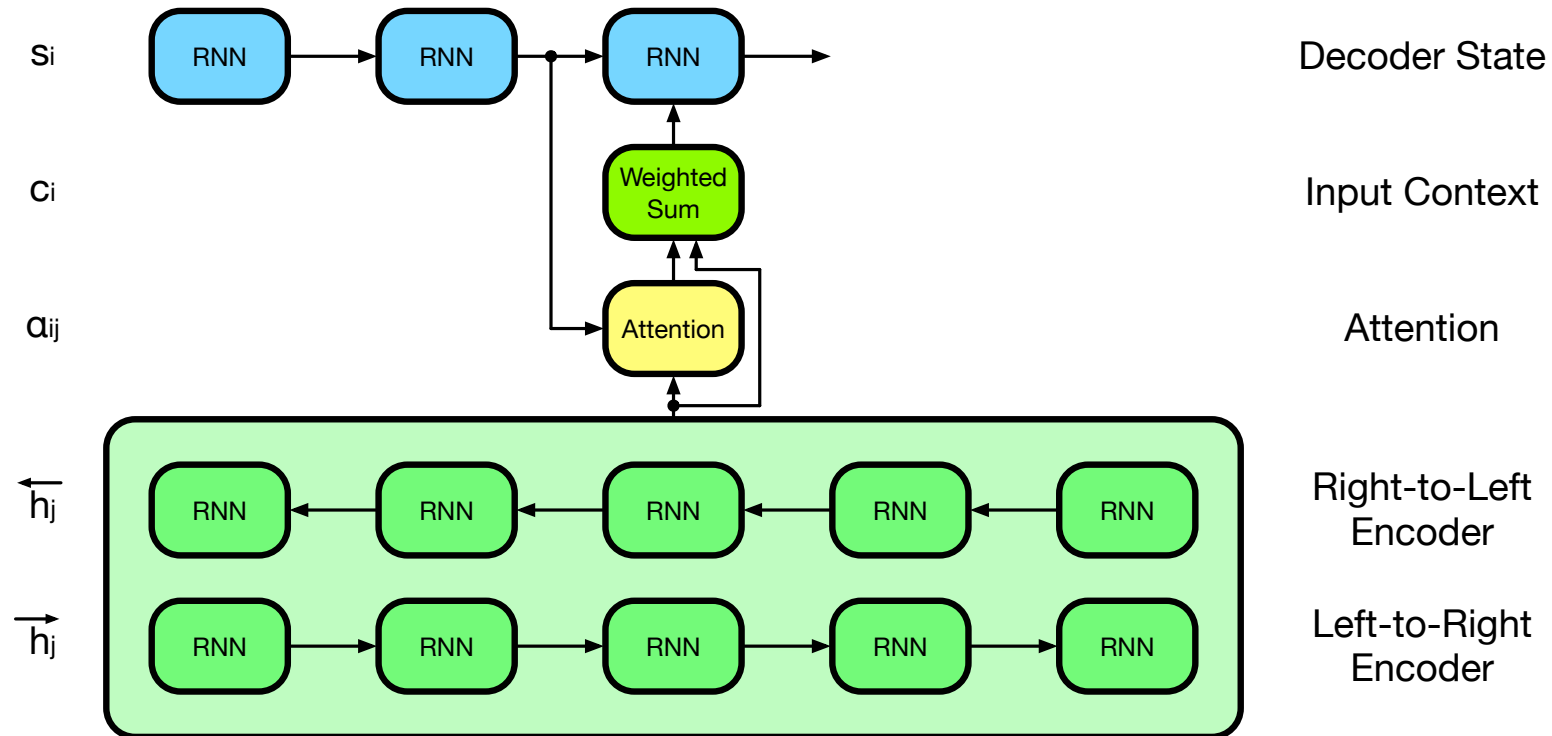 si RNN RNN RNN Decoder State
ci Weighted Sum Input Context
αij Attention Attention
hj RNN RNN RNN RNN RNN Right-to-Left Encoder
hj RNN RNN RNN RNN RNN Left-to-Right Encoder